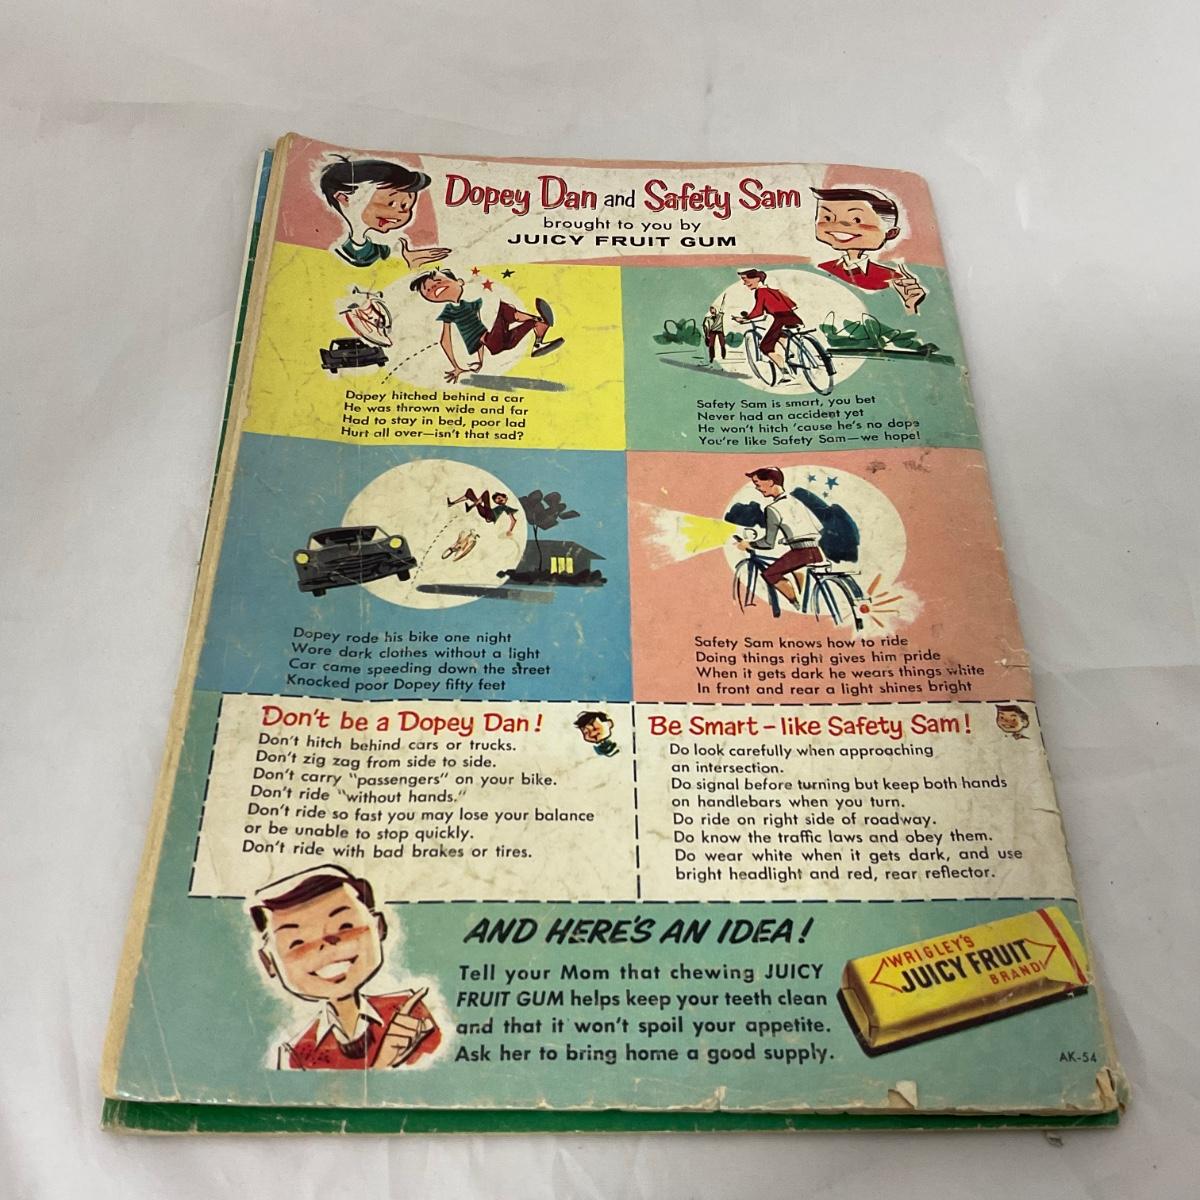 Dopey Dan and Safety Sam
brought to you by
JUICY FRUIT GUM
Dopey hitched behind a car
He was thrown wide and far
Had to stay in bed, poor lad
Hurt all over—isn't that sad?
Safety Sam is smart, you bet
Never had an accident yet
He won't hitch 'cause he's no dope
You're like Safety Sam—we hope!
Dopey rode his bike one night
Wore dark clothes without a light
Car came speeding down the street
Knocked poor Dopey fifty feet
Safety Sam knows how to ride
Doing things right gives him pride
When it gets dark he wears things white
In front and rear a light shines bright
Don't be a Dopey Dan!
Don't hitch behind cars or trucks.
Don't zig zag from side to side.
Don't carry "passengers" on your bike.
Don't ride "without hands."
Don't ride so fast you may lose your balance
or be unable to stop quickly.
Don't ride with bad brakes or tires.
Be Smart-like Safety Sam!
Do look carefully when approaching
an intersection.
Do signal before turning but keep both hands
on handlebars when you turn.
Do ride on right side of roadway.
Do know the traffic laws and obey them.
Do wear white when it gets dark, and use
bright headlight and red, rear reflector.
AND HERE'S AN IDEA!
Tell your Mom that chewing JUICY
FRUIT GUM helps keep your teeth clean
and that it won't spoil your appetite.
Ask her to bring home a good supply.
WRIGLEY'S
JUICY FRUIT
BRAND
AK-54